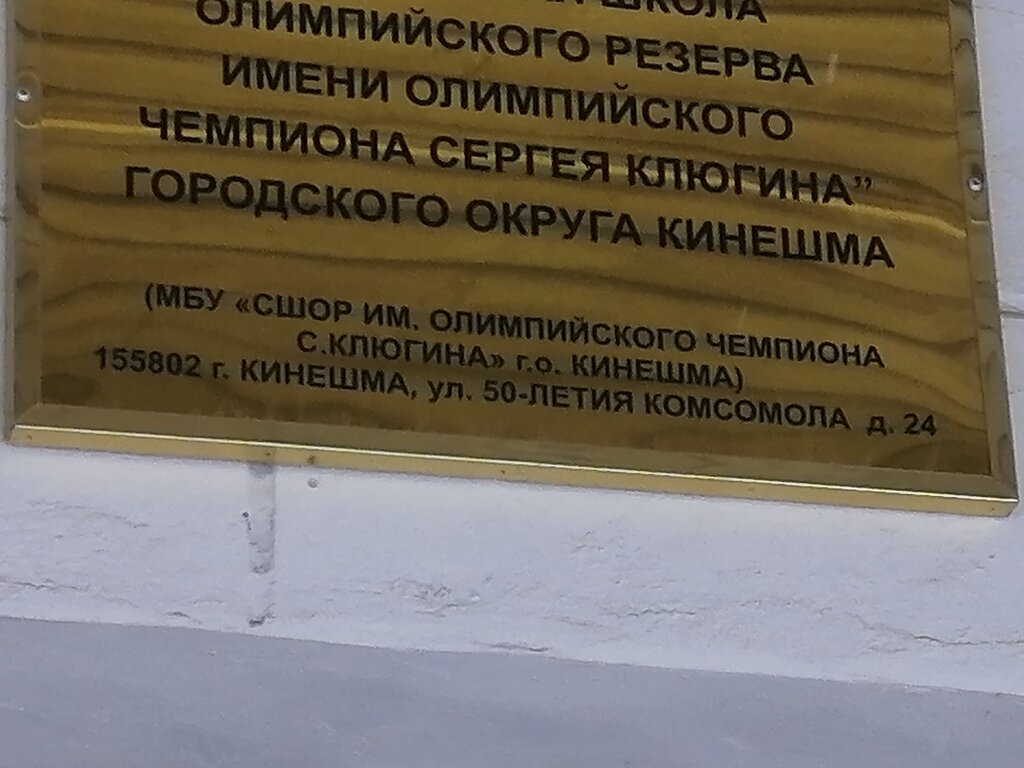 ШКОЛА
ОЛИМПИЙСКОГО РЕЗЕРВА
ИМЕНИ ОЛИМПИЙСКОГО
ЧЕМПИОНА СЕРГЕЯ КЛЮГИНА”
ГОРОДСКОГО ОКРУГА КИНЕШМА
(МБУ «СШОР ИМ. ОЛИМПИЙСКОГО ЧЕМПИОНА
С.КЛЮГИНА» г.о. КИНЕШМА)
155802 г. КИНЕШМА, ул. 50-ЛЕТИЯ КОМСОМОЛА д. 24